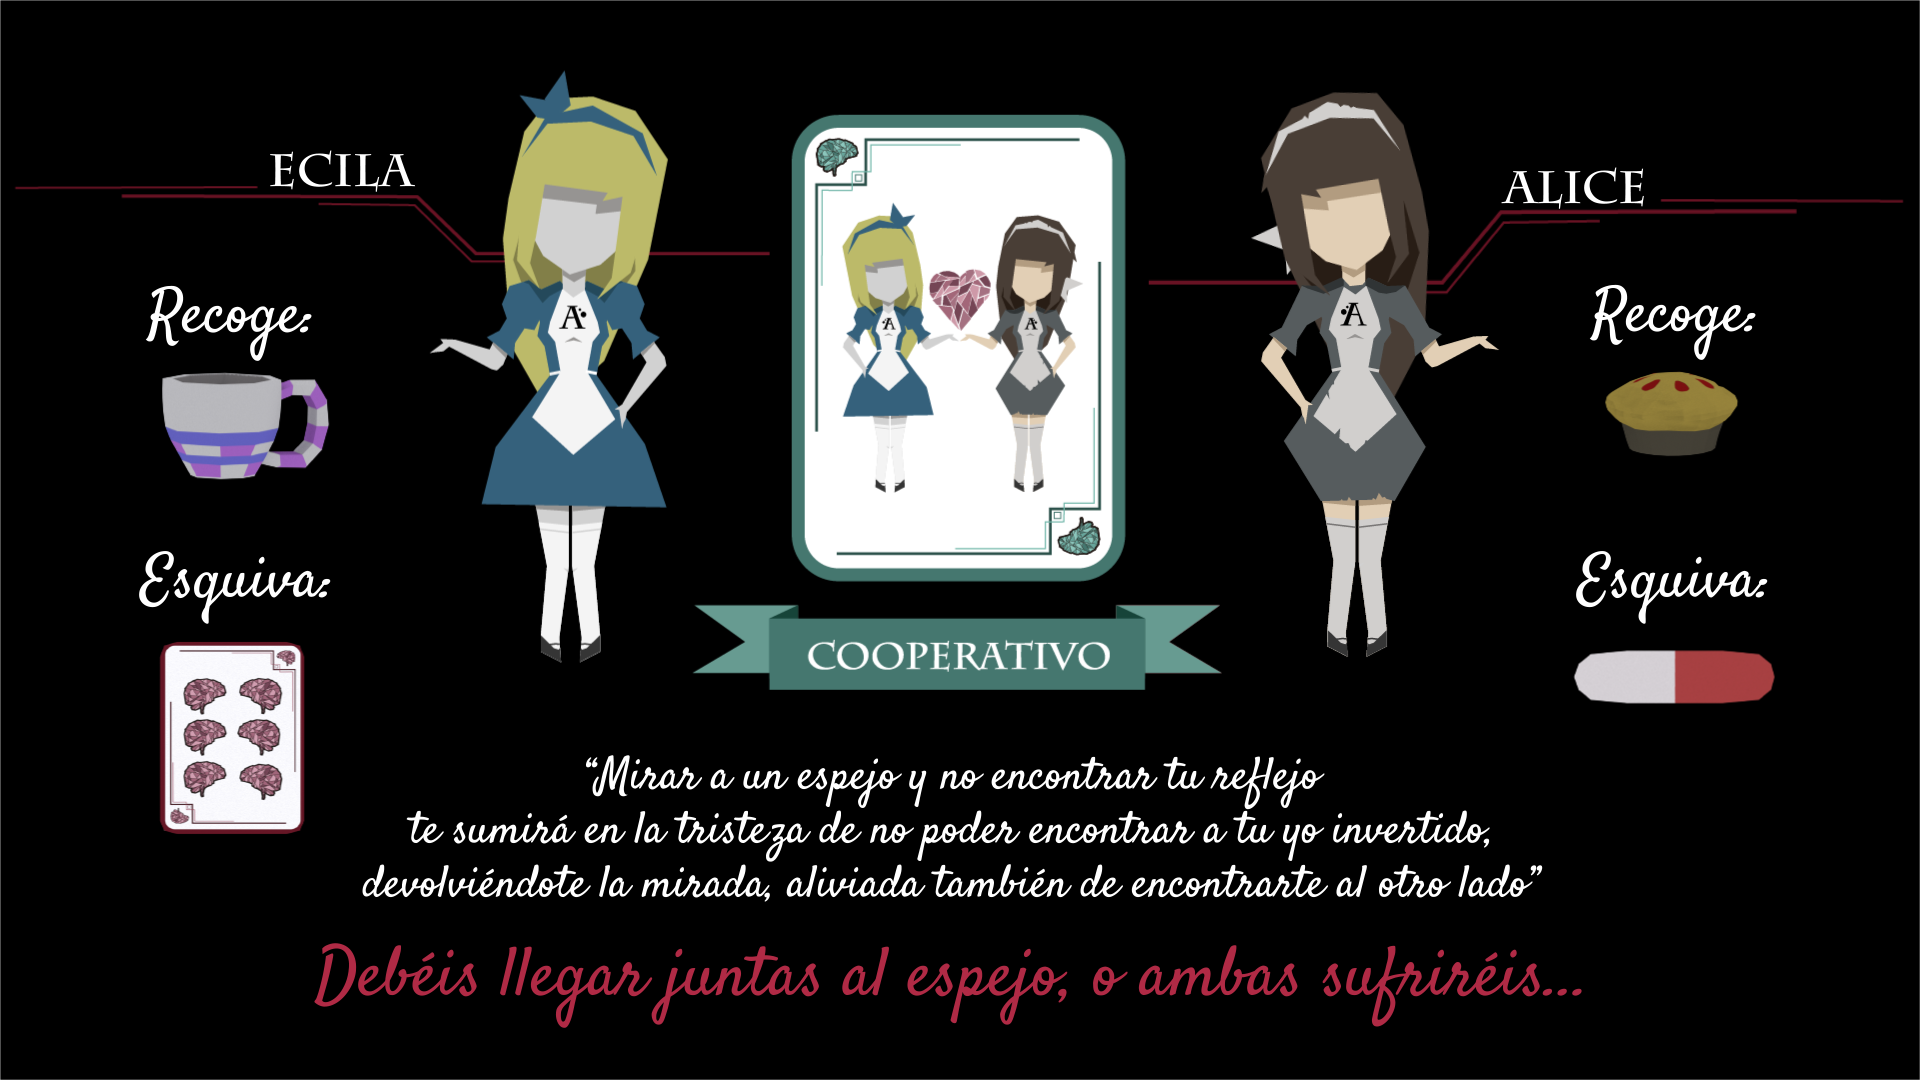 ECILA
ALICE
Recoge:
Recoge:
A
A
A
A
Esquiva:
Esquiva:
COOPERATIVO
“Mirar a un espejo y no encontrar tu reflejo
te sumirá en la tristeza de no poder encontrar a tu yo invertido,
devolviéndote la mirada, aliviada también de encontrarte al otro lado”
Debéis llegar juntas al espejo, o ambas sufriréis...